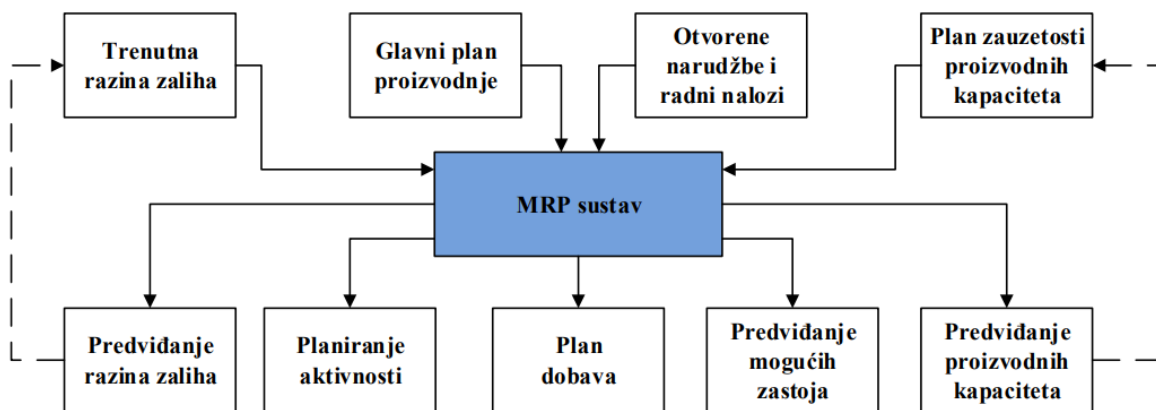 Trenutna
razina zaliha
Glavni plan
proizvodnje
Otvorene
narudžbe i
radni nalozi
Plan zauzetosti
proizvodnih
kapaciteta
MRP sustav
Predviđanje
razina zaliha
Planiranje
aktivnosti
Plan
dobava
Predviđanje
mogućih
zastoja
Predviđanje
proizvodnih
kapaciteta